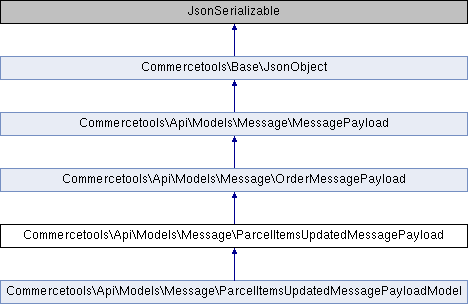 JsonSerializable
Commercetools\Base\JsonObject
Commercetools\Api\Models\Message\MessagePayload
Commercetools\Api\Models\Message\OrderMessagePayload
Commercetools\Api\Models\Message\ParcelItemsUpdatedMessagePayload
Commercetools\Api\Models\Message\ParcelItemsUpdatedMessagePayloadModel